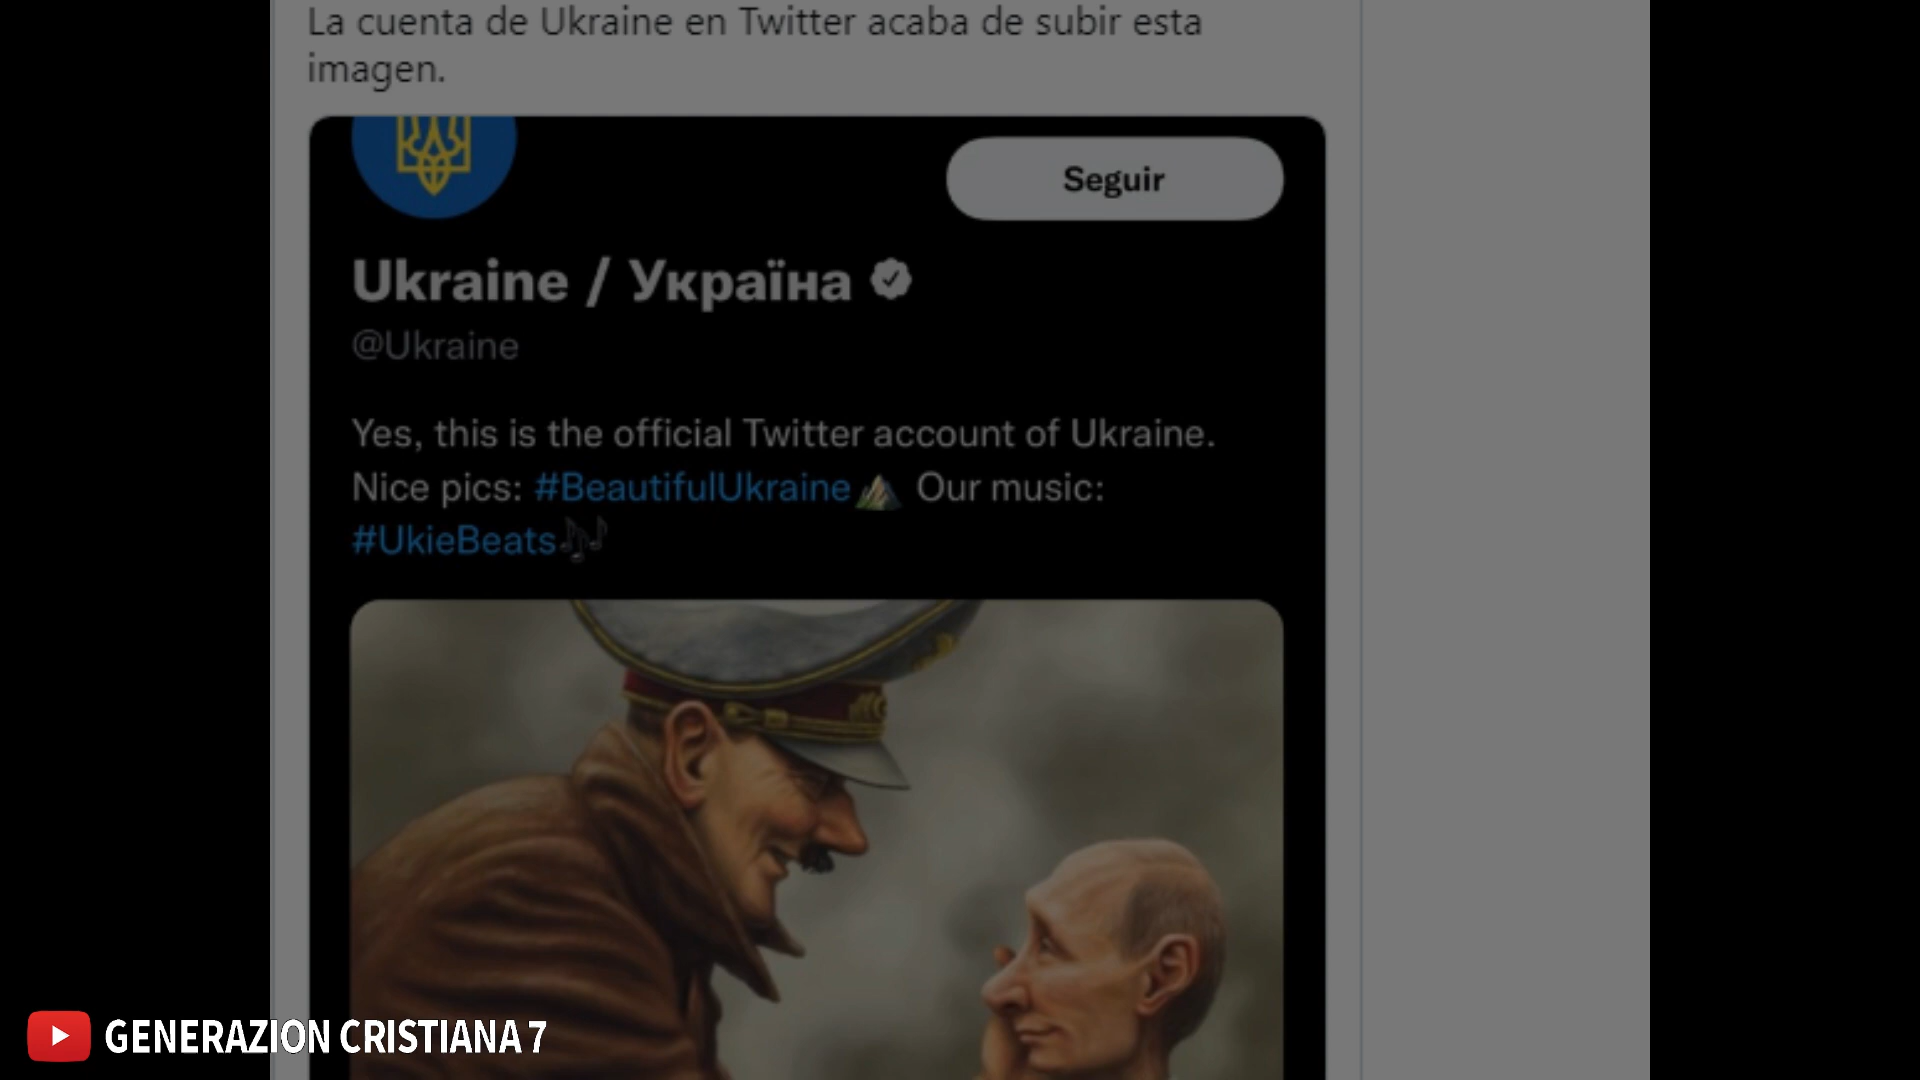 La cuenta de Ukraine en Twitter acaba de subir esta
imagen.
Seguir
Ukraine / Україна
@Ukraine
Yes, this is the official Twitter account of Ukraine.
Nice pics: #BeautifulUkraine Our music:
#UkieBeats
GENERAZION CRISTIANA 7